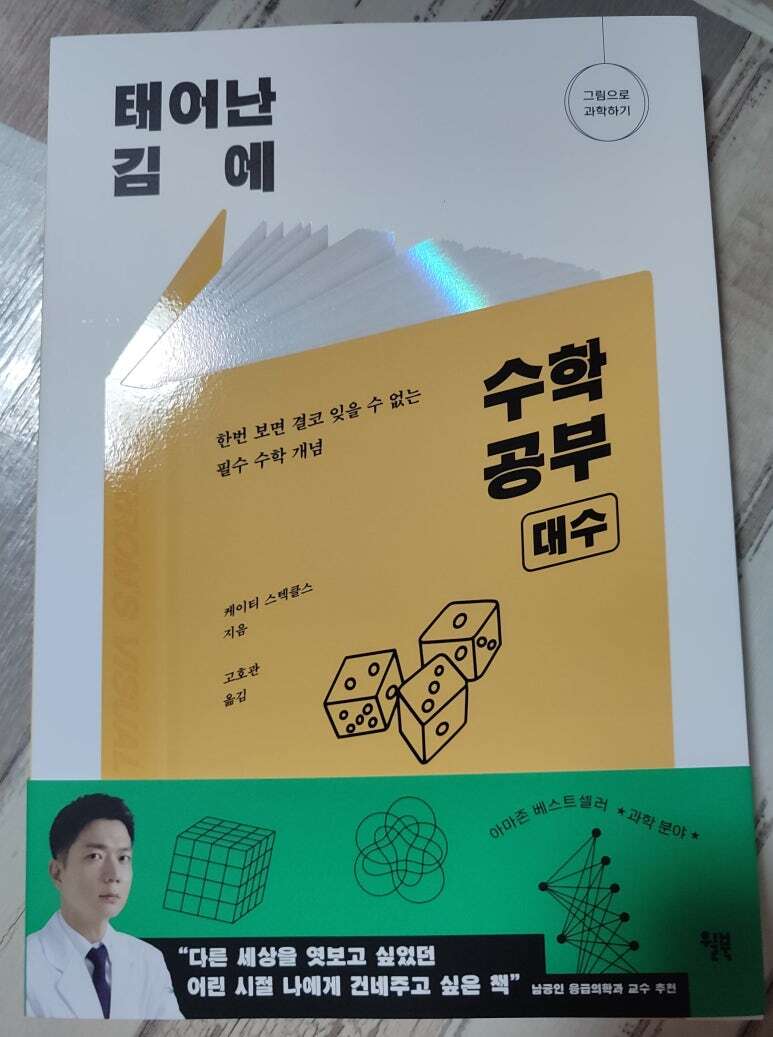 태어난
김 에
그림으로
과학하기
수학
공부
대수
한번 보면 결코 잊을 수 없는
필수 수학 개념
케이티 스텍클스
지음
고호관
옮김
아마존 베스트셀러 ★과학 분야★
“다른 세상을 엿보고 싶었던
어린 시절 나에게 건네주고 싶은 책”
남궁인 응급의학과 교수 추천
윌북